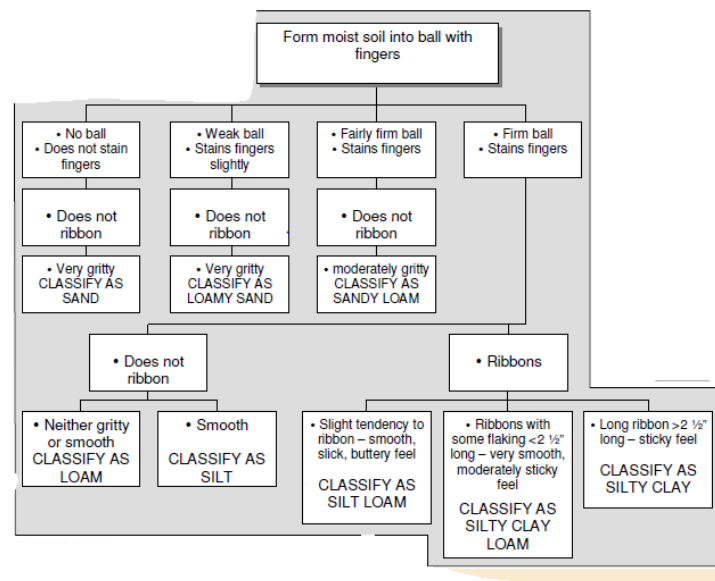 Form moist soil into ball with
fingers
• No ball
• Does not stain
fingers
• Weak ball
• Stains fingers
slightly
• Fairly firm ball
• Stains fingers
• Firm ball
• Stains fingers
• Does not
ribbon
• Does not
ribbon
• Does not
ribbon
• Very gritty
CLASSIFY AS
SAND
• Very gritty
CLASSIFY AS
LOAMY SAND
• moderately gritty
CLASSIFY AS
SANDY LOAM
• Does not
ribbon
• Ribbons
• Neither gritty
or smooth
CLASSIFY AS
LOAM
• Smooth
CLASSIFY AS
SILT
• Slight tendency to
ribbon – smooth,
slick, buttery feel
CLASSIFY AS
SILT LOAM
• Ribbons with
some flaking <2 ½"
long – very smooth,
moderately sticky
feel
CLASSIFY AS
SILTY CLAY
LOAM
• Long ribbon >2 ½"
long – sticky feel
CLASSIFY AS
SILTY CLAY